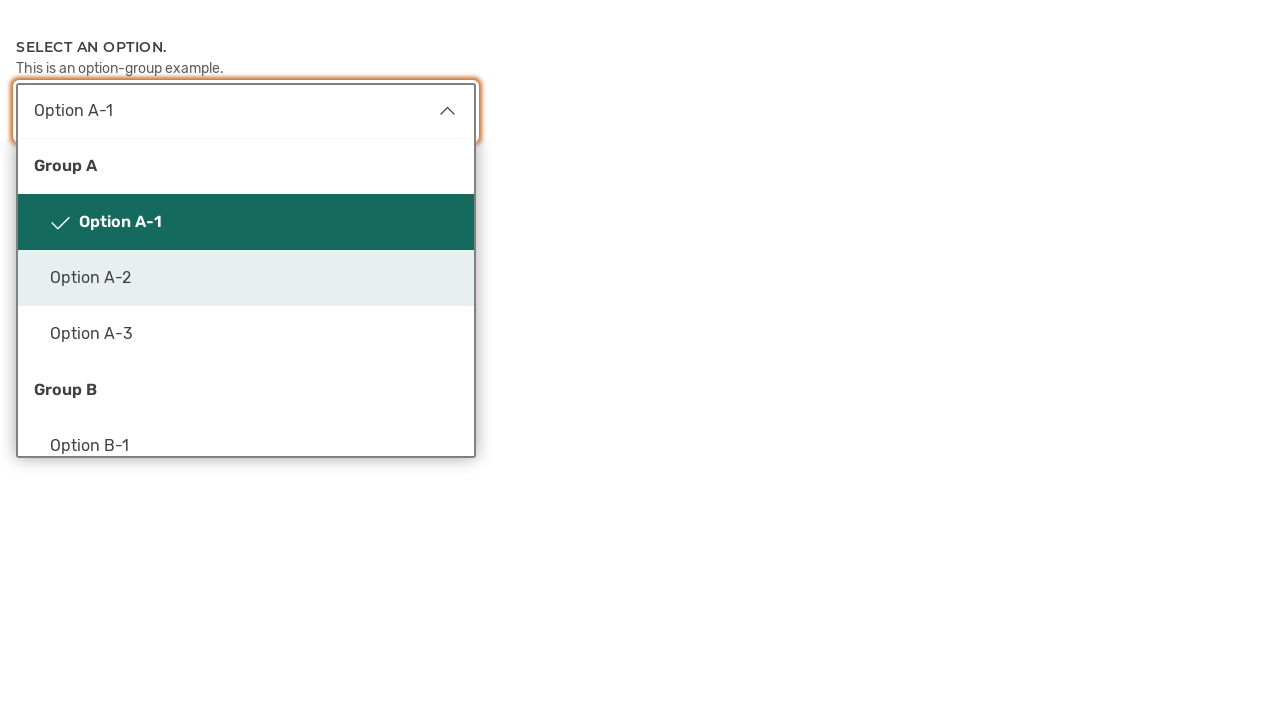 SELECT AN OPTION.
This is an option-group example.
Option A-1
Group A
Option A-1
Option A-2
Option A-3
Group B
Option B-1